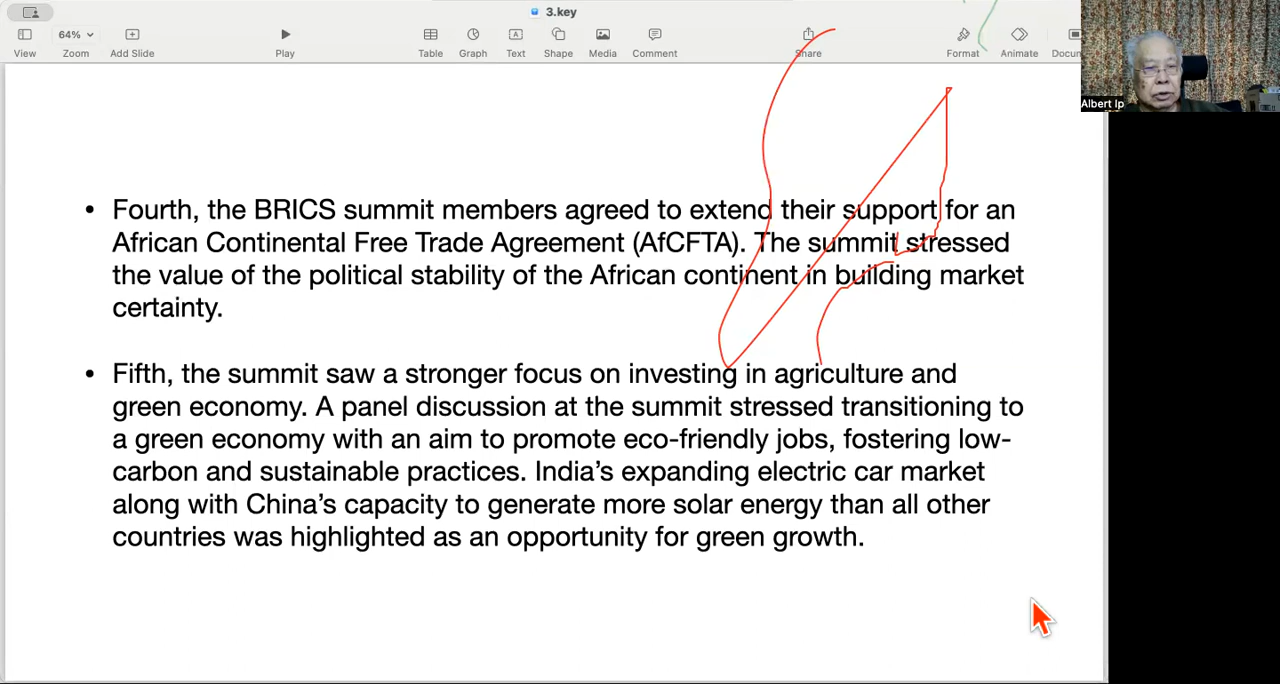 3.key
64%
View Zoom Add Slide Play Table Graph Text Shape Media Comment Share Format Animate Docum
Albert Ip
• Fourth, the BRICS summit members agreed to extend their support for an
African Continental Free Trade Agreement (AfCFTA). The summit stressed
the value of the political stability of the African continent in building market
certainty.
• Fifth, the summit saw a stronger focus on investing in agriculture and
green economy. A panel discussion at the summit stressed transitioning to
a green economy with an aim to promote eco-friendly jobs, fostering low-
carbon and sustainable practices. India’s expanding electric car market
along with China’s capacity to generate more solar energy than all other
countries was highlighted as an opportunity for green growth.